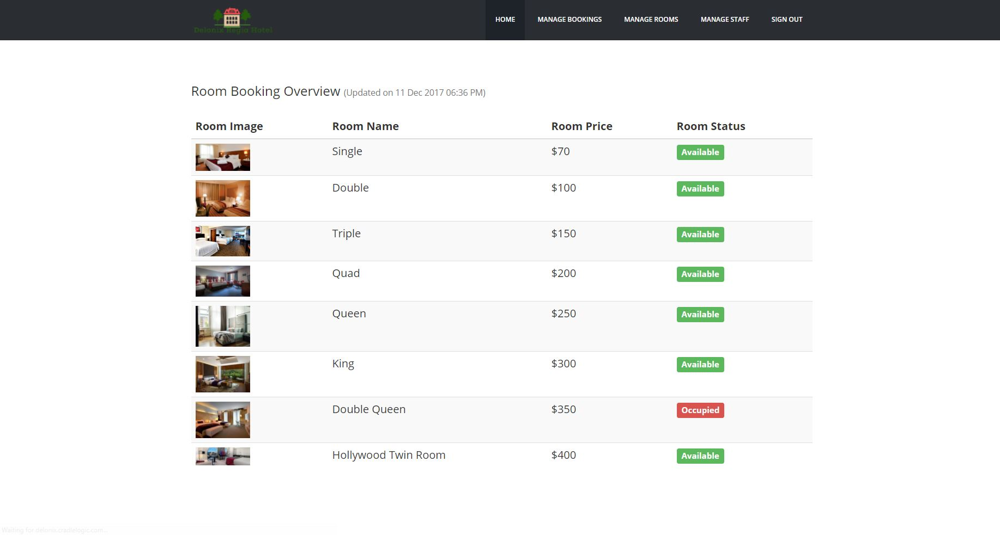 Delonix Regia Hotel
HOME MANAGE BOOKINGS MANAGE ROOMS MANAGE STAFF SIGN OUT
Room Booking Overview (Updated on 11 Dec 2017 06:36 PM)
Room Image Room Name Room Price Room Status
Single $70 Available
Double $100 Available
Triple $150 Available
Quad $200 Available
Queen $250 Available
King $300 Available
Double Queen $350 Occupied
Hollywood Twin Room $400 Available
Waiting for delonix.cradlelogic.com...